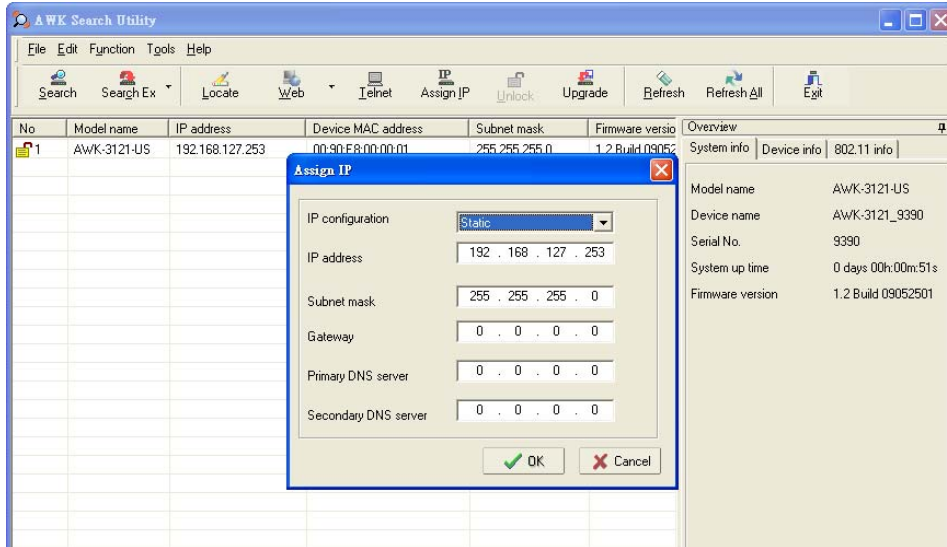 AWK Search Utility
File Edit Function Tools Help
Search Search Ex Locate Web Telnet Assign IP Unlock Upgrade Refresh Refresh All Exit
No Model name IP address Device MAC address Subnet mask Firmware versio
1 AWK-3121-US 192.168.127.253 00:90:E8:00:00:01 255.255.255.0 1.2 Build 09052
Overview
System info Device info 802.11 info
Model name AWK-3121-US
Device name AWK-3121_9390
Serial No. 9390
System up time 0 days 00h:00m:51s
Firmware version 1.2 Build 09052501
Assign IP
IP configuration Static
IP address 192 . 168 . 127 . 253
Subnet mask 255 . 255 . 255 . 0
Gateway 0 . 0 . 0 . 0
Primary DNS server 0 . 0 . 0 . 0
Secondary DNS server 0 . 0 . 0 . 0
OK Cancel